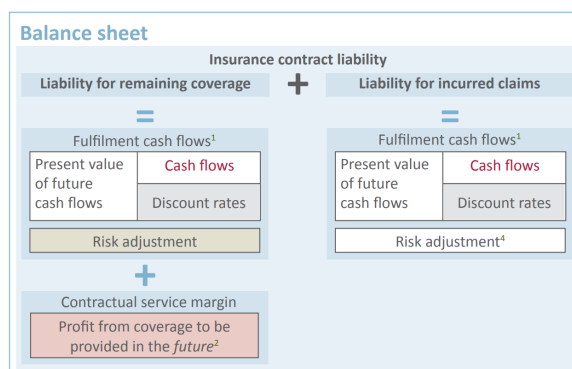 Balance sheet
Insurance contract liability
Liability for remaining coverage + Liability for incurred claims
=
Fulfilment cash flows¹
Present value of future cash flows
Cash flows
Discount rates
Risk adjustment
+
Contractual service margin
Profit from coverage to be
provided in the future²
=
Fulfilment cash flows¹
Present value
of future
cash flows
Cash flows
Discount rates
Risk adjustment⁴